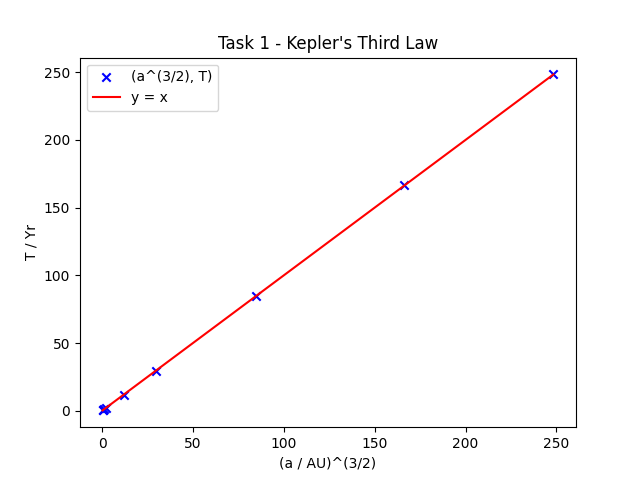 Task 1 - Kepler's Third Law
(a^(3/2), T)
y = x
250
200
150
100
50
0
T / Yr
0 50 100 150 200 250
(a / AU)^(3/2)